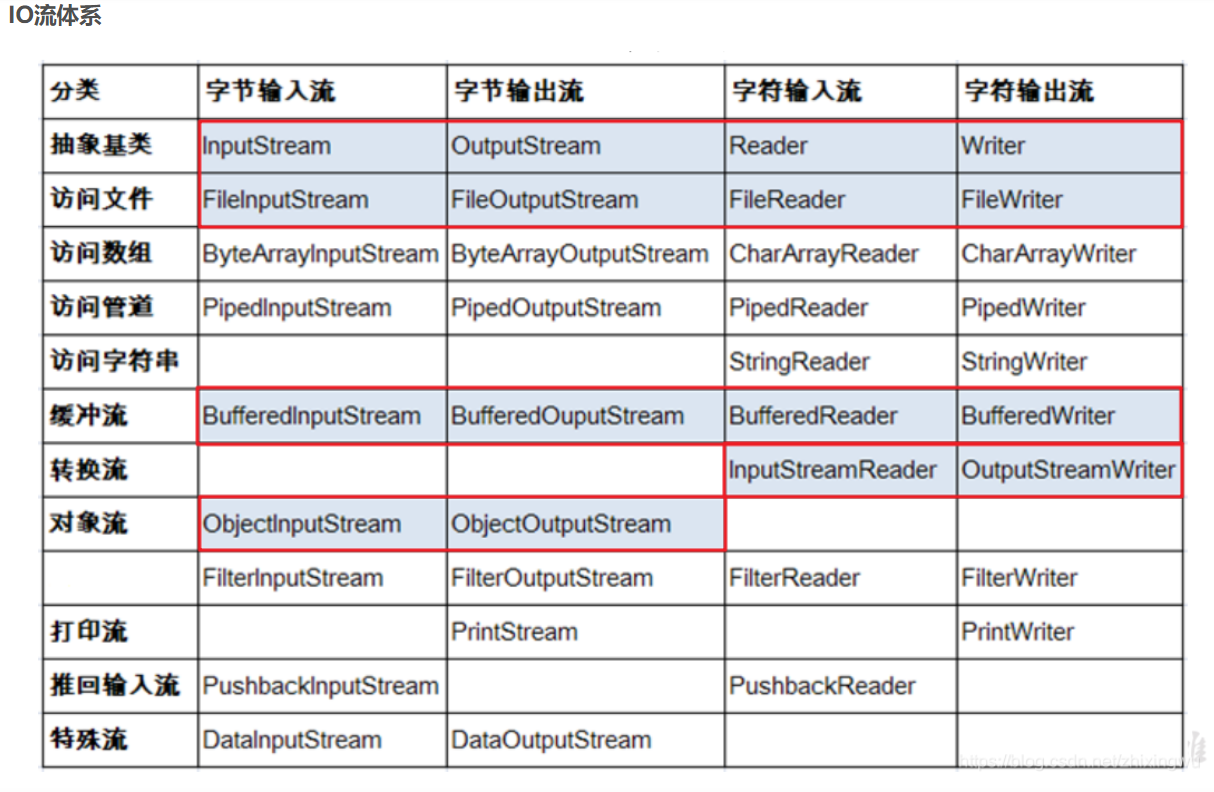 IO流体系
分类 字节输入流 字节输出流 字符输入流 字符输出流
抽象基类 InputStream OutputStream Reader Writer
访问文件 FileInputStream FileOutputStream FileReader FileWriter
访问数组 ByteArrayInputStream ByteArrayOutputStream CharArrayReader CharArrayWriter
访问管道 PipedInputStream PipedOutputStream PipedReader PipedWriter
访问字符串 StringReader StringWriter
缓冲流 BufferedInputStream BufferedOuputStream BufferedReader BufferedWriter
转换流 InputStreamReader OutputStreamWriter
对象流 ObjectInputStream ObjectOutputStream
FilterInputStream FilterOutputStream FilterReader FilterWriter
打印流 PrintStream PrintWriter
推回输入流 PushbackInputStream PushbackReader
特殊流 DataInputStream DataOutputStream